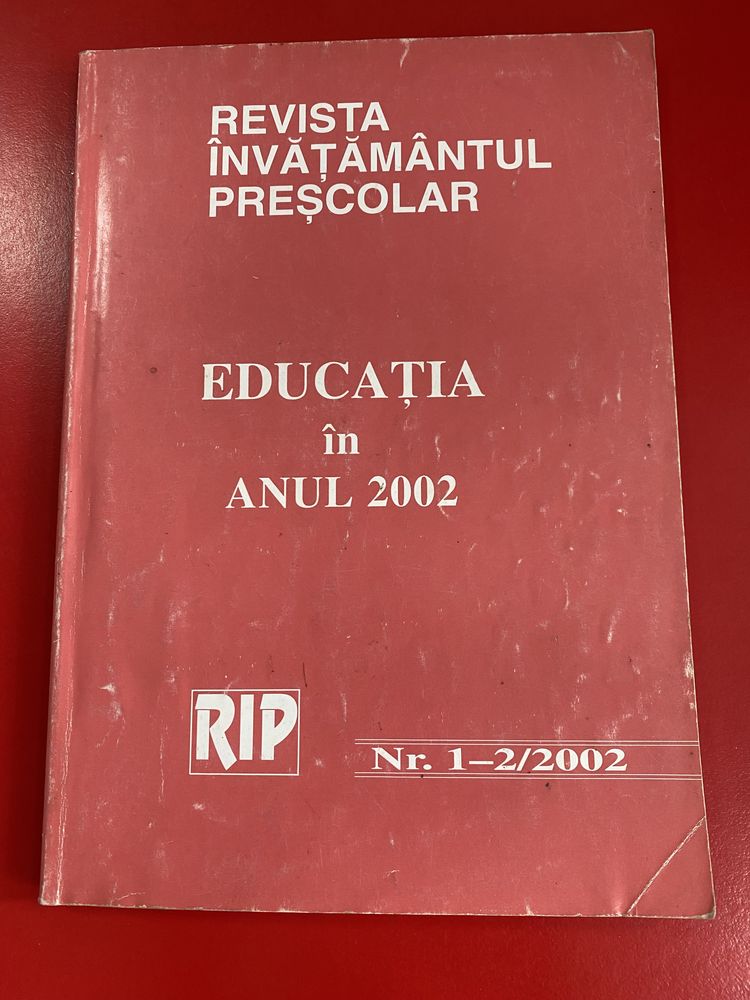 REVISTA
ÎNVĂȚĂMÂNTUL
PREȘCOLAR
EDUCAȚIA
în
ANUL 2002
RIP
Nr. 1–2/2002